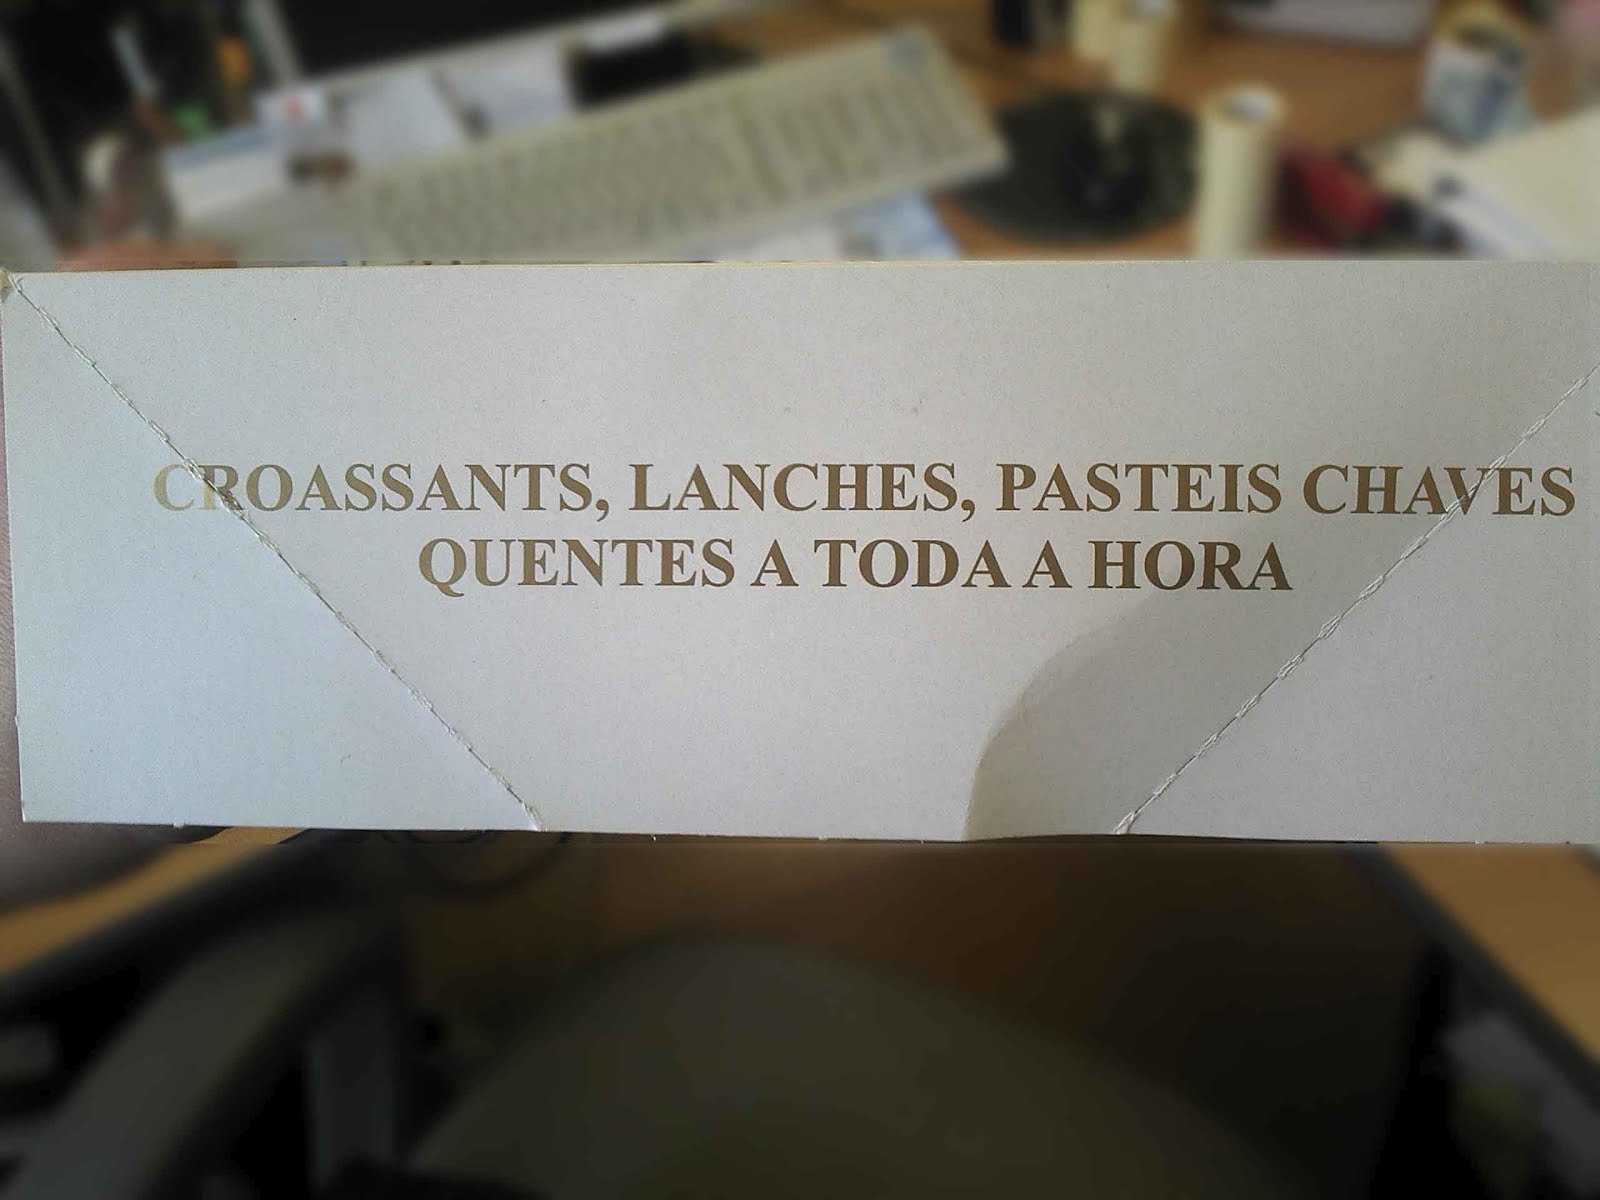 CROASSANTS, LANCHES, PASTEIS CHAVES
QUENTES A TODA A HORA